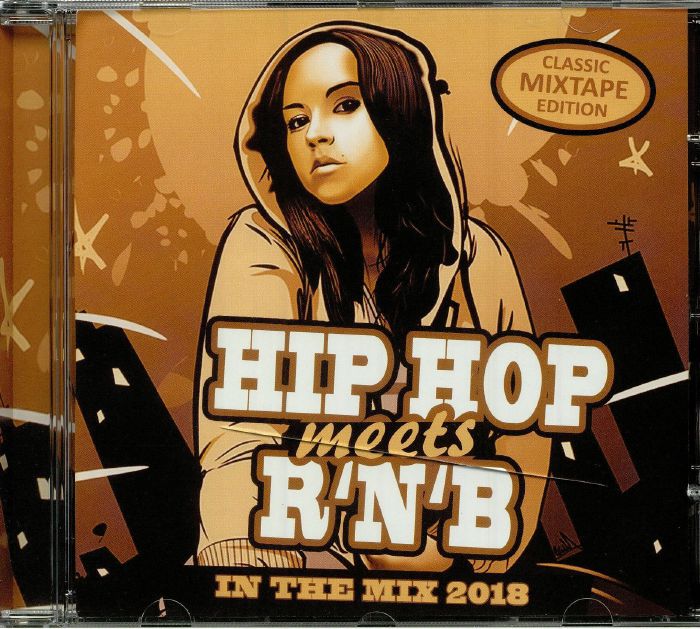 CLASSIC
MIXTAPE
EDITION
HIP HOP
meets
R'N'B
IN THE MIX 2018